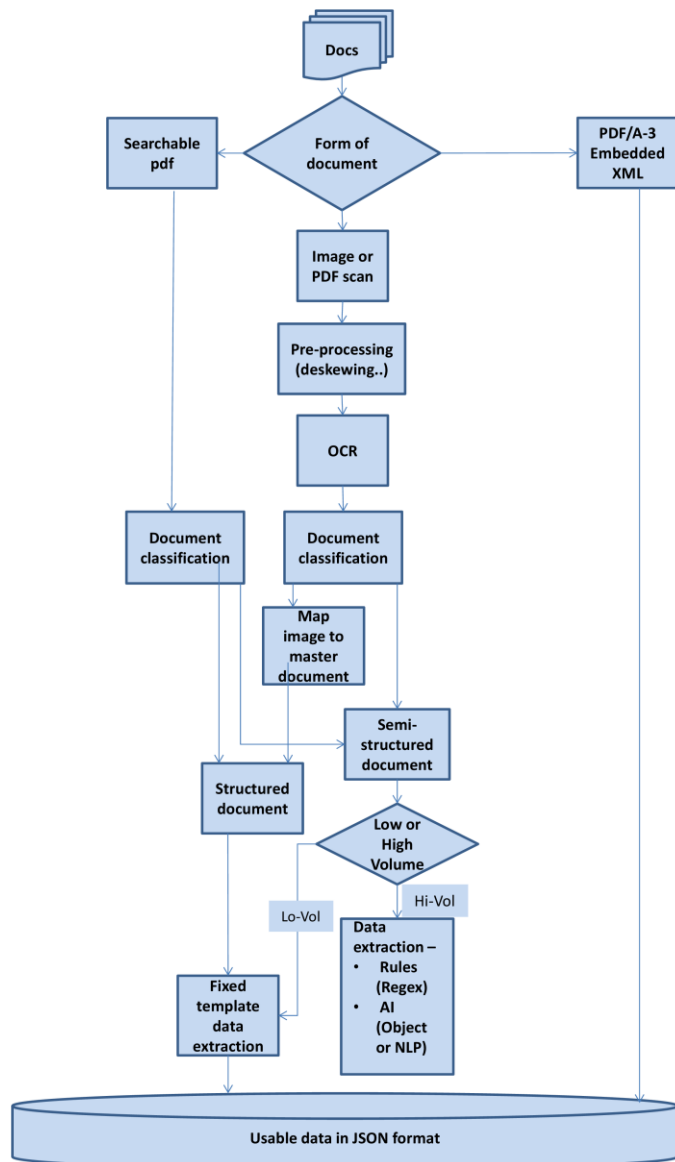 Docs
Form of
document
Searchable
pdf
PDF/A-3
Embedded
XML
Image or
PDF scan
Pre-processing
(deskewing..)
OCR
Document
classification
Document
classification
Map
image to
master
document
Semi-
structured
document
Structured
document
Low or
High
Volume
Lo-Vol
Hi-Vol
Data
extraction –
• Rules
(Regex)
• AI
(Object
or NLP)
Fixed
template
data
extraction
Usable data in JSON format